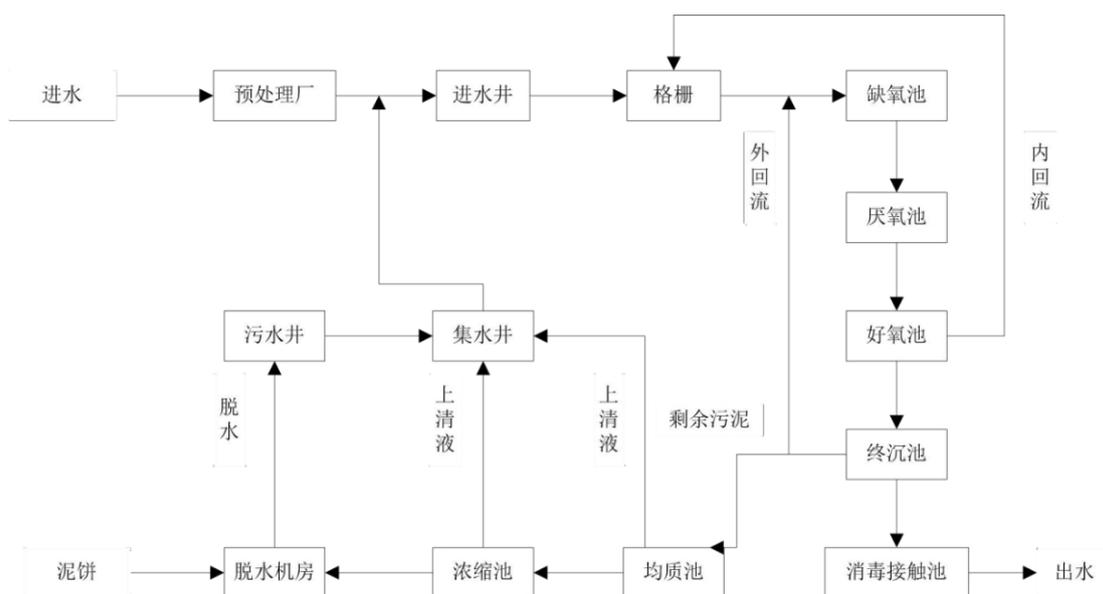 进水
预处理厂
进水井
格栅
缺氧池
外回流
内回流
厌氧池
污水井
集水井
好氧池
脱水
上清液
上清液
剩余污泥
终沉池
泥饼
脱水机房
浓缩池
均质池
消毒接触池
出水